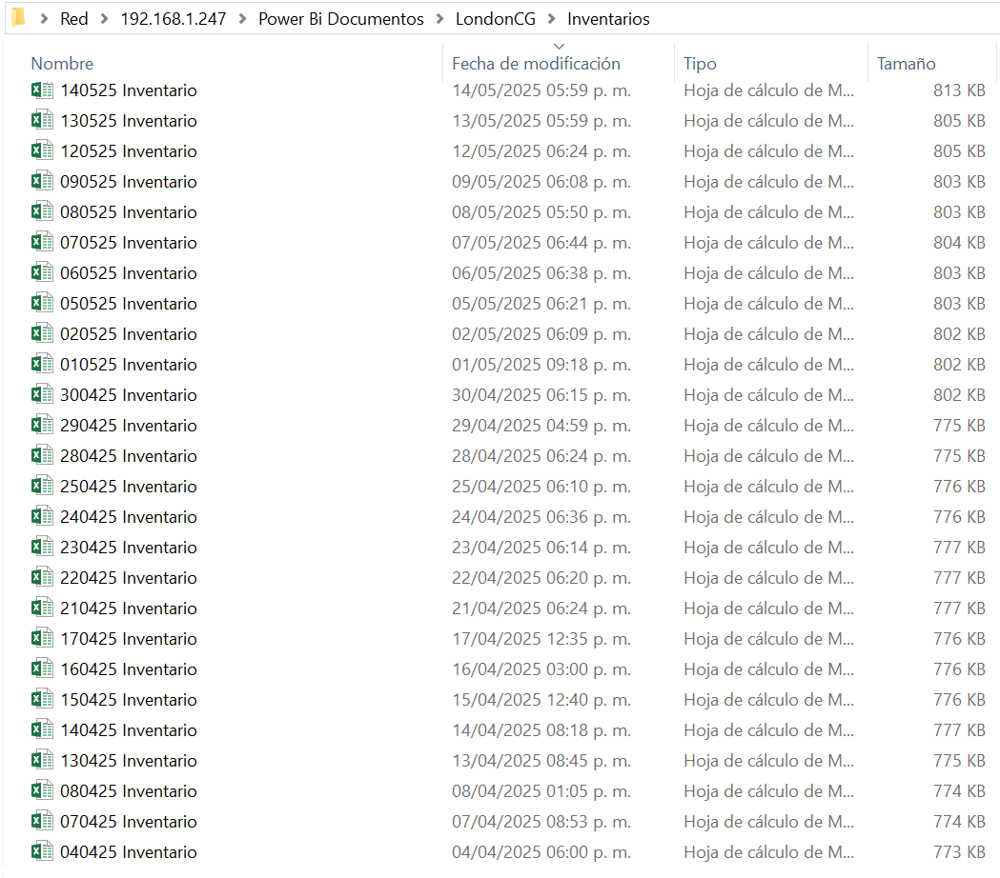 Red > 192.168.1.247 > Power Bi Documentos > LondonCG > Inventarios
Nombre Fecha de modificación Tipo Tamaño
140525 Inventario 14/05/2025 05:59 p. m. Hoja de cálculo de M... 813 KB
130525 Inventario 13/05/2025 05:59 p. m. Hoja de cálculo de M... 805 KB
120525 Inventario 12/05/2025 06:24 p. m. Hoja de cálculo de M... 805 KB
090525 Inventario 09/05/2025 06:08 p. m. Hoja de cálculo de M... 803 KB
080525 Inventario 08/05/2025 05:50 p. m. Hoja de cálculo de M... 803 KB
070525 Inventario 07/05/2025 06:44 p. m. Hoja de cálculo de M... 804 KB
060525 Inventario 06/05/2025 06:38 p. m. Hoja de cálculo de M... 803 KB
050525 Inventario 05/05/2025 06:21 p. m. Hoja de cálculo de M... 803 KB
020525 Inventario 02/05/2025 06:09 p. m. Hoja de cálculo de M... 802 KB
010525 Inventario 01/05/2025 09:18 p. m. Hoja de cálculo de M... 802 KB
300425 Inventario 30/04/2025 06:15 p. m. Hoja de cálculo de M... 802 KB
290425 Inventario 29/04/2025 04:59 p. m. Hoja de cálculo de M... 775 KB
280425 Inventario 28/04/2025 06:24 p. m. Hoja de cálculo de M... 775 KB
250425 Inventario 25/04/2025 06:10 p. m. Hoja de cálculo de M... 776 KB
240425 Inventario 24/04/2025 06:36 p. m. Hoja de cálculo de M... 776 KB
230425 Inventario 23/04/2025 06:14 p. m. Hoja de cálculo de M... 777 KB
220425 Inventario 22/04/2025 06:20 p. m. Hoja de cálculo de M... 777 KB
210425 Inventario 21/04/2025 06:24 p. m. Hoja de cálculo de M... 777 KB
170425 Inventario 17/04/2025 12:35 p. m. Hoja de cálculo de M... 776 KB
160425 Inventario 16/04/2025 03:00 p. m. Hoja de cálculo de M... 776 KB
150425 Inventario 15/04/2025 12:40 p. m. Hoja de cálculo de M... 776 KB
140425 Inventario 14/04/2025 08:18 p. m. Hoja de cálculo de M... 777 KB
130425 Inventario 13/04/2025 08:45 p. m. Hoja de cálculo de M... 775 KB
080425 Inventario 08/04/2025 01:05 p. m. Hoja de cálculo de M... 774 KB
070425 Inventario 07/04/2025 08:53 p. m. Hoja de cálculo de M... 774 KB
040425 Inventario 04/04/2025 06:00 p. m. Hoja de cálculo de M... 773 KB